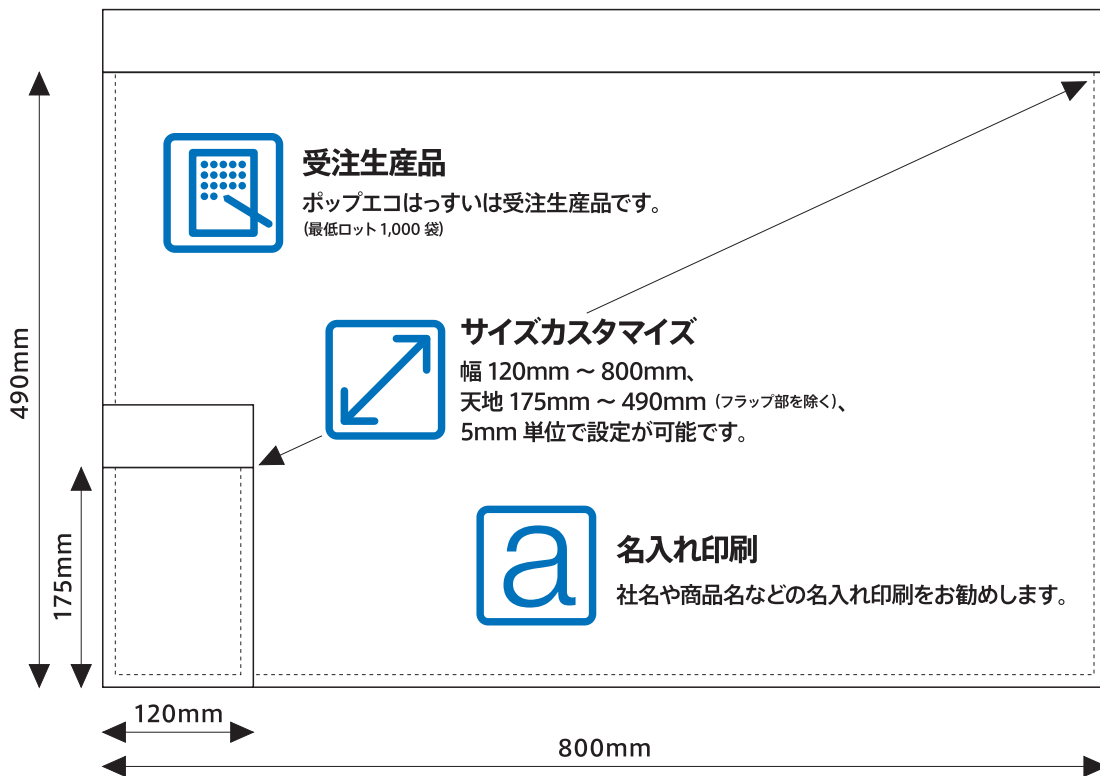 受注生産品
ポップエコはっすいは受注生産品です。
(最低ロット 1,000 袋)
サイズカスタマイズ
幅 120mm ～ 800mm、
天地 175mm ～ 490mm (フラップ部を除く)、
5mm 単位で設定が可能です。
a
名入れ印刷
社名や商品名などの名入れ印刷をお勧めします。
490mm
175mm
120mm
800mm